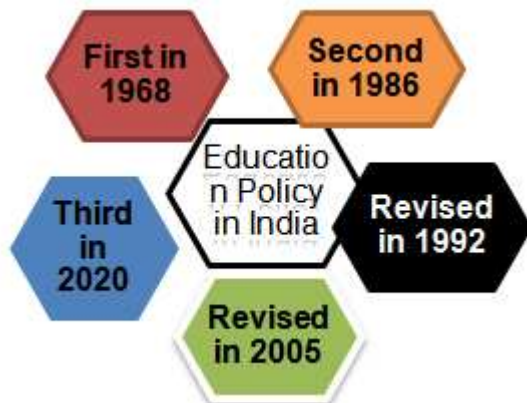 First in
1968
Second
in 1986
Educatio
n Policy
in India
Revised
in 1992
Third
in
2020
Revised
in 2005